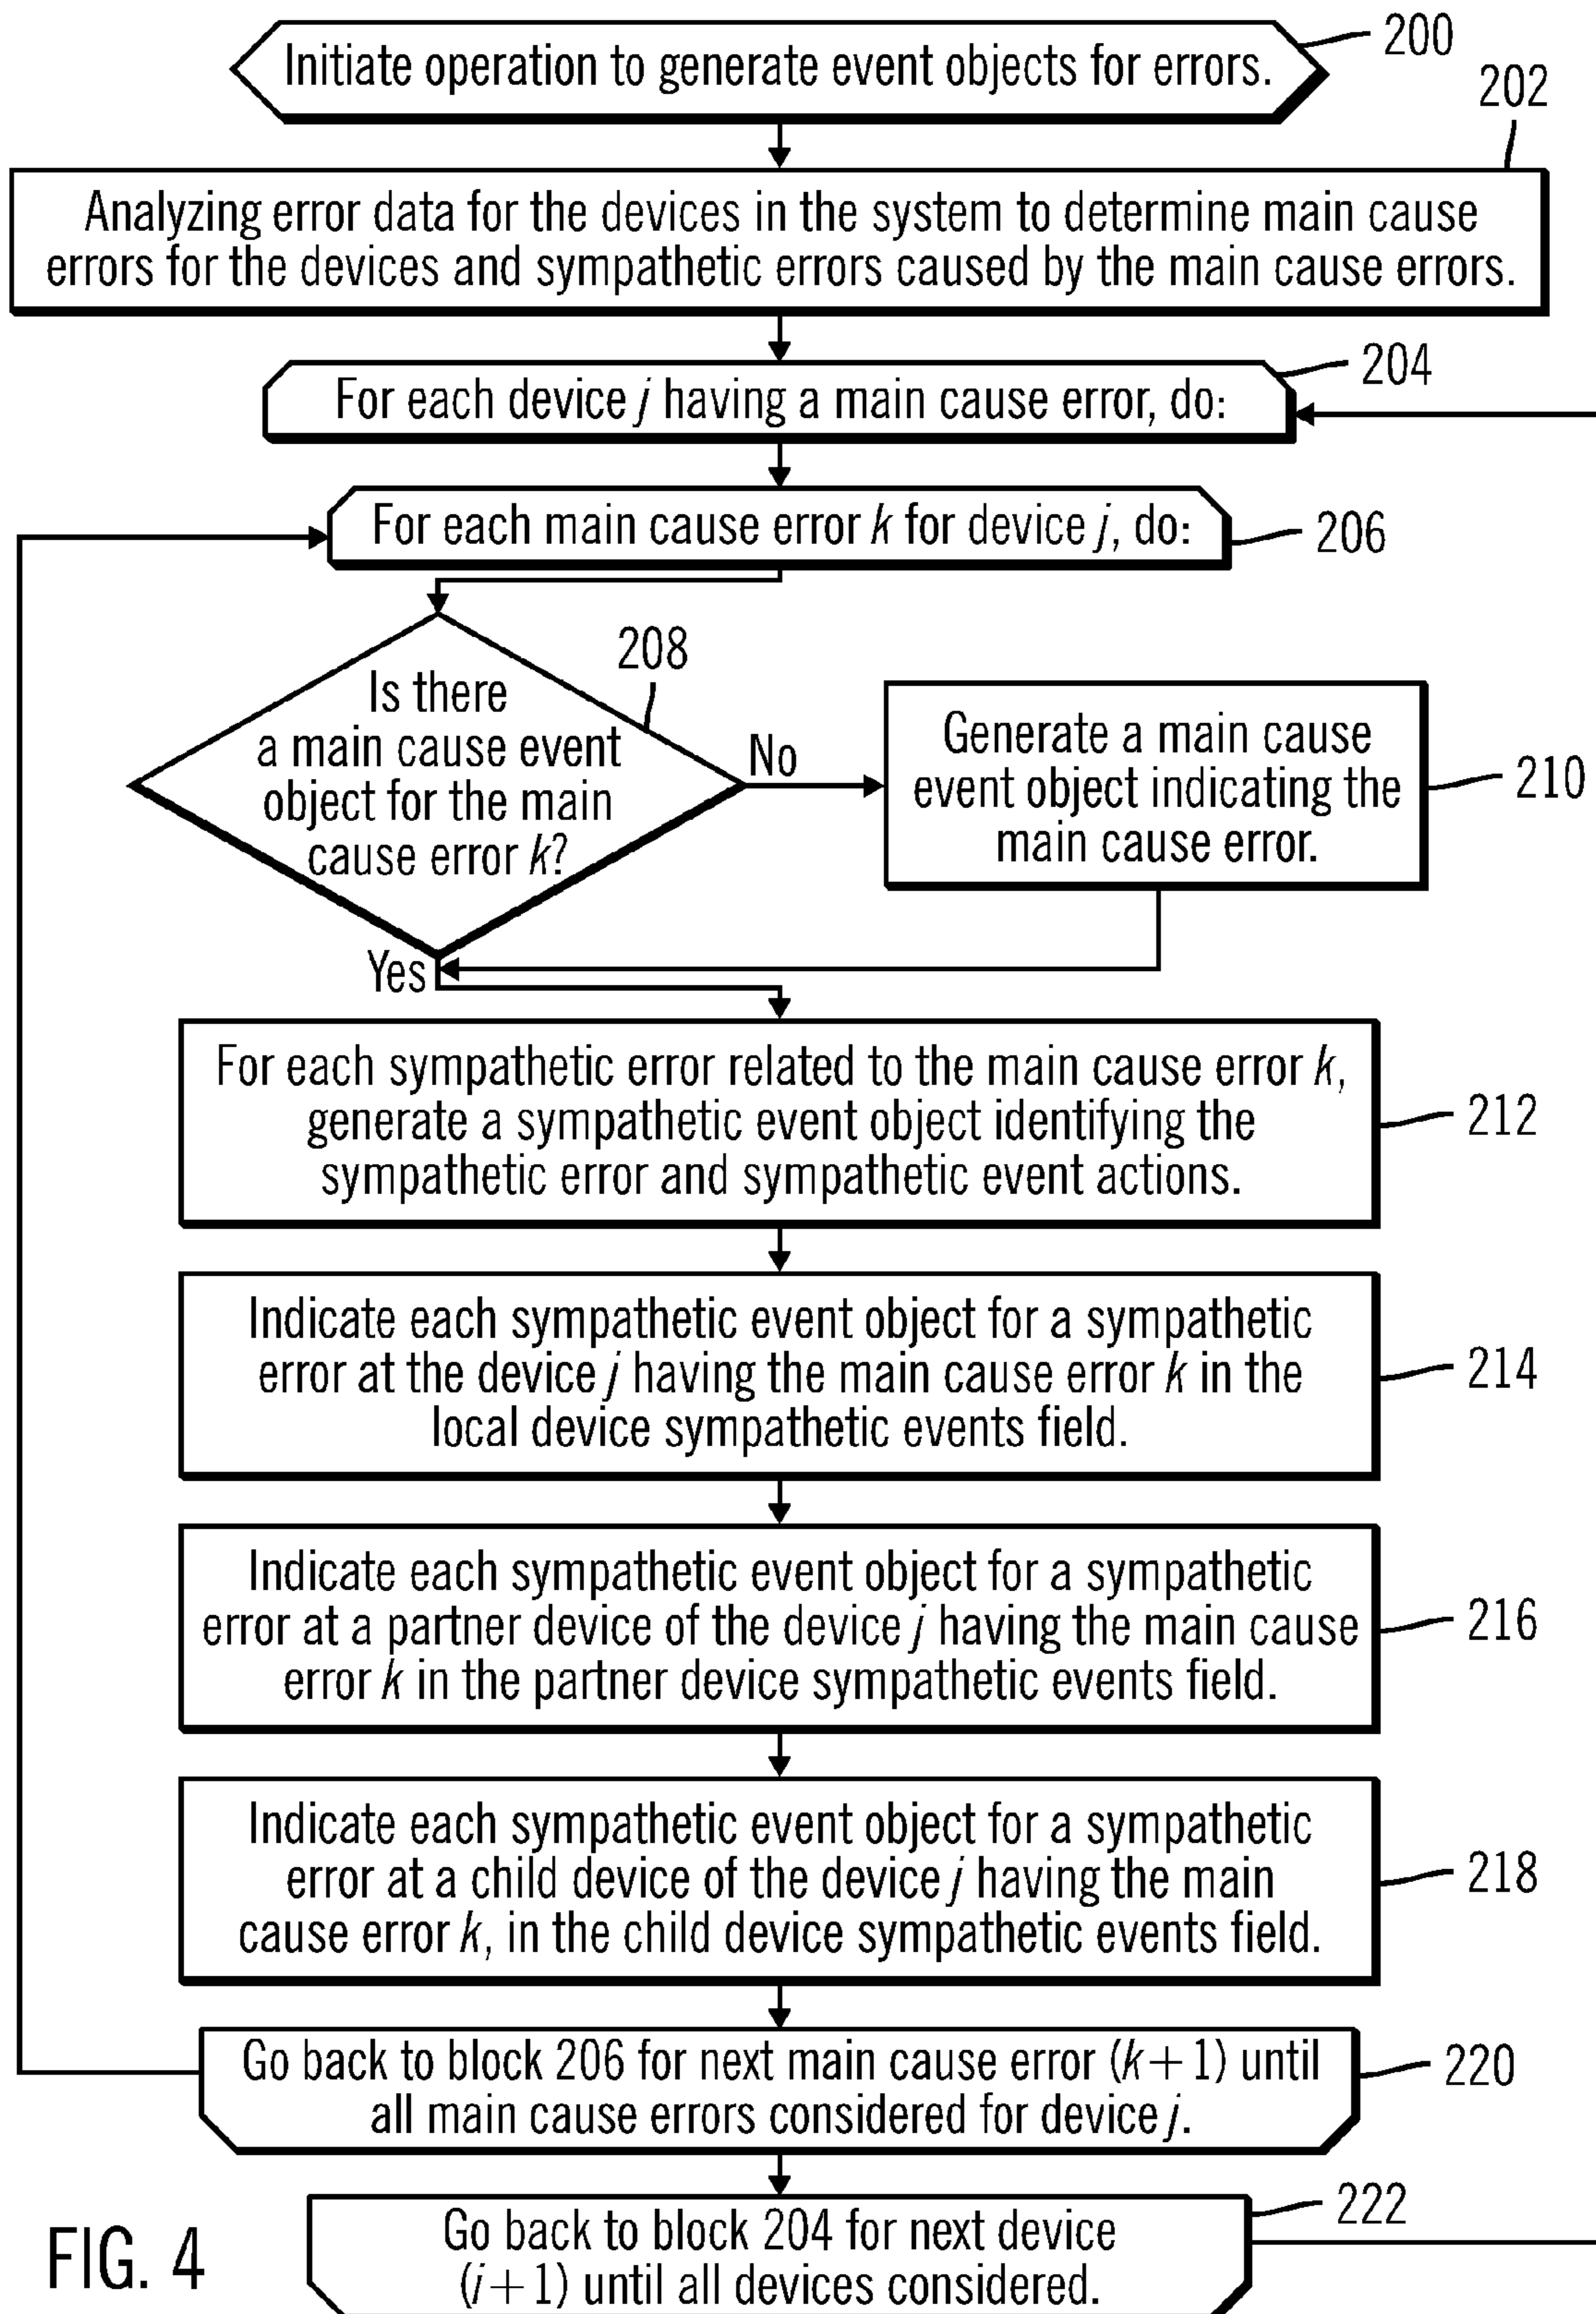 Initiate operation to generate event objects for errors.
200
202
Analyzing error data for the devices in the system to determine main cause
errors for the devices and sympathetic errors caused by the main cause errors.
204
For each device j having a main cause error, do:
For each main cause error k for device j, do:
206
208
Is there
a main cause event
object for the main
cause error k?
No
Generate a main cause
event object indicating the
main cause error.
210
Yes
For each sympathetic error related to the main cause error k,
generate a sympathetic event object identifying the
sympathetic error and sympathetic event actions.
212
Indicate each sympathetic event object for a sympathetic
error at the device j having the main cause error k in the
local device sympathetic events field.
214
Indicate each sympathetic event object for a sympathetic
error at a partner device of the device j having the main cause
error k in the partner device sympathetic events field.
216
Indicate each sympathetic event object for a sympathetic
error at a child device of the device j having the main
cause error k, in the child device sympathetic events field.
218
Go back to block 206 for next main cause error (k+1) until
all main cause errors considered for device j.
220
222
Go back to block 204 for next device
(i+1) until all devices considered.
FIG. 4